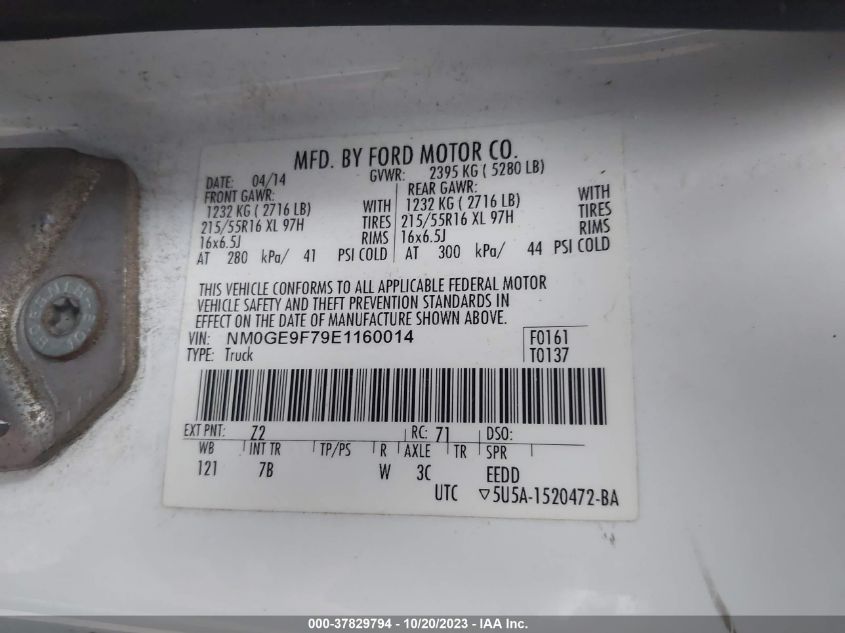 MFD. BY FORD MOTOR CO.
DATE: 04/14 GVWR: 2395 KG ( 5280 LB)
FRONT GAWR: REAR GAWR:
1232 KG ( 2716 LB) WITH 1232 KG ( 2716 LB) WITH
215/55R16 XL 97H TIRES 215/55R16 XL 97H TIRES
16x6.5J RIMS 16x6.5J RIMS
AT 280 kPa/ 41 PSI COLD AT 300 kPa/ 44 PSI COLD
THIS VEHICLE CONFORMS TO ALL APPLICABLE FEDERAL MOTOR
VEHICLE SAFETY AND THEFT PREVENTION STANDARDS IN
EFFECT ON THE DATE OF MANUFACTURE SHOWN ABOVE.
VIN: NM0GE9F79E1160014 F0161
TYPE: Truck T0137
EXT PNT: Z2 RC: 71 DSO:
WB INT TR TP/PS R AXLE TR SPR
121 7B W 3C EEDD
UTC ▽5U5A-1520472-BA
000-37829794 - 10/20/2023 - IAA Inc.